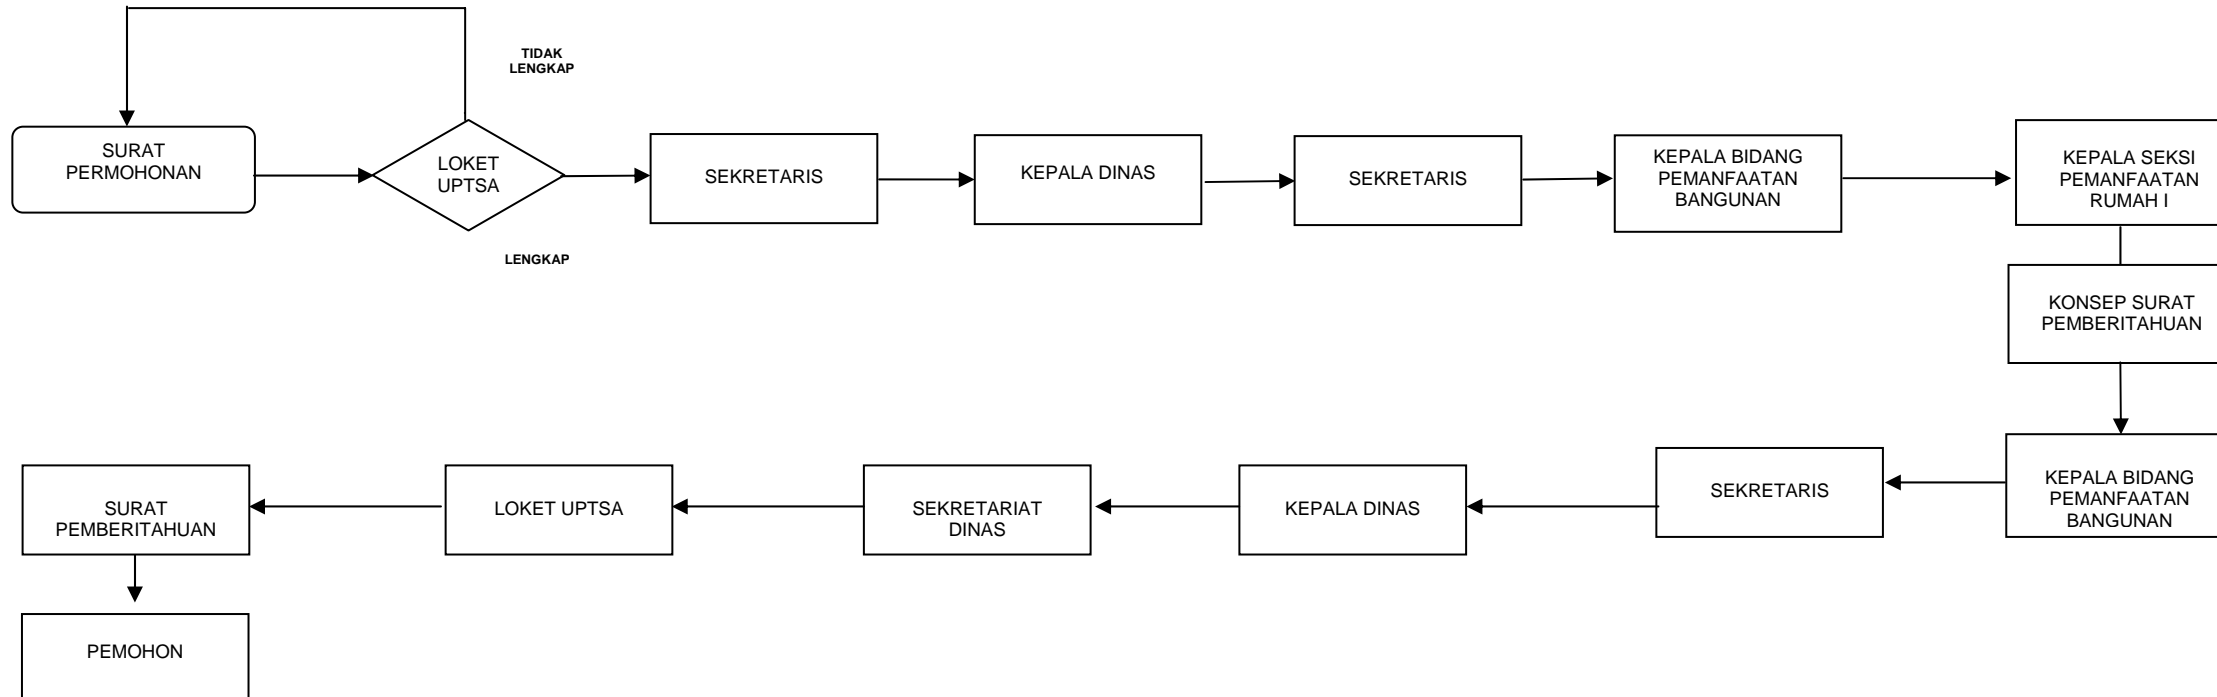 TIDAK
LENGKAP
SURAT
PERMOHONAN
LOKET
UPTSA
LENGKAP
SEKRETARIS
KEPALA DINAS
SEKRETARIS
KEPALA BIDANG
PEMANFAATAN
BANGUNAN
KEPALA SEKSI
PEMANFAATAN
RUMAH I
KONSEP SURAT
PEMBERITAHUAN
KEPALA BIDANG
PEMANFAATAN
BANGUNAN
SEKRETARIS
KEPALA DINAS
SEKRETARIAT
DINAS
LOKET UPTSA
SURAT
PEMBERITAHUAN
PEMOHON